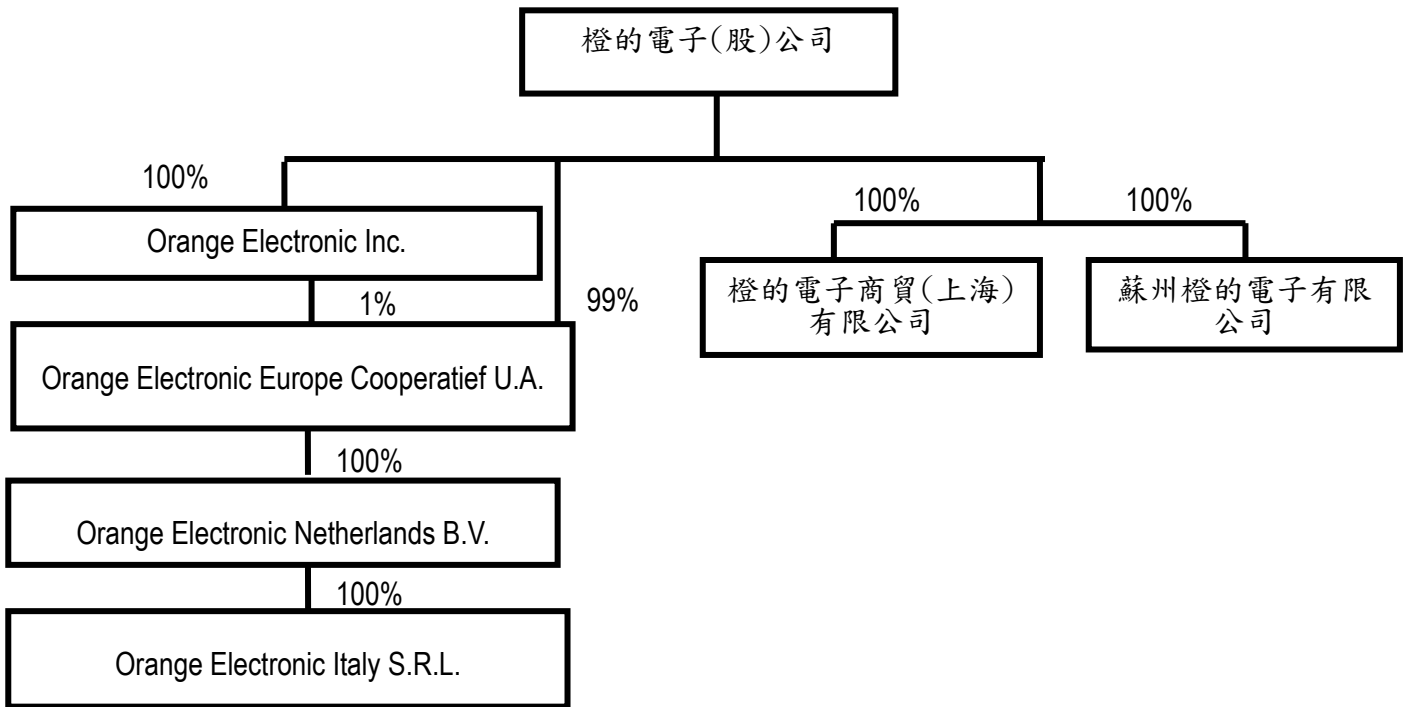 橙的電子(股)公司
100%
Orange Electronic Inc.
1%
99%
Orange Electronic Europe Cooperatief U.A.
100%
Orange Electronic Netherlands B.V.
100%
Orange Electronic Italy S.R.L.
100%
橙的電子商貿(上海)
有限公司
100%
蘇州橙的電子有限
公司